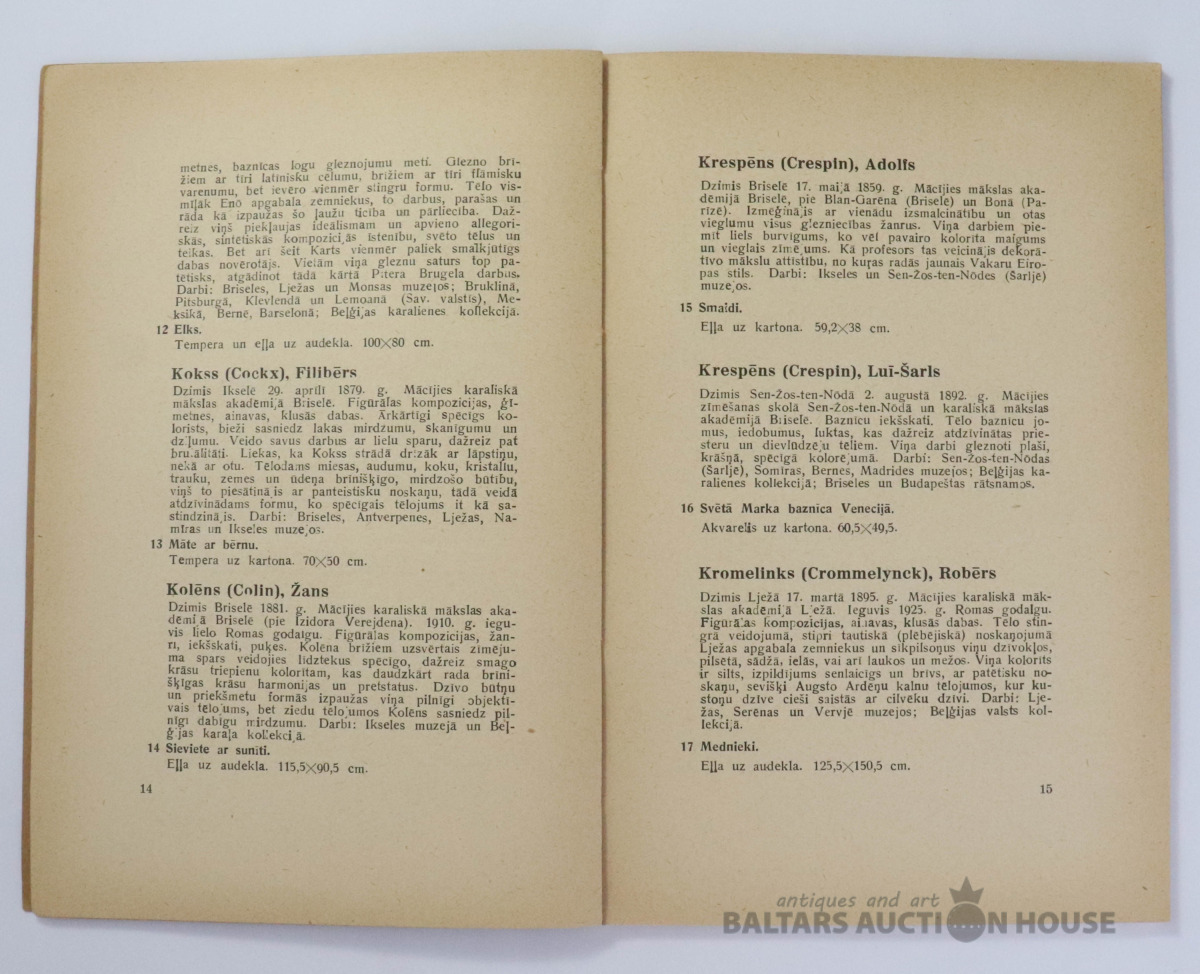 metnes, baznīcas logu gleznojumu meti. Glezno brī-
žiem ar tīri latīnisku cēlumu, brīžiem ar tīri flāmisku
varenumu, bet ievēro vienmēr stingru formu. Tēlo vis-
mīļāk Enō apgabala zemniekus, to darbus, parašas un
rāda kā izpaužas šo ļaužu ticība un pārliecība. Daž-
reiz viņš piekļaujas ideālismam un apvieno allegori-
skās, sintētiskās kompozicijās īstenību, svēto tēlus un
teikas. Bet arī šeit Karts vienmēr paliek smalkjūtīgs
dabas novērotājs. Vielām viņa gleznu saturs top pa-
tētisks, atgādinot tādā kārtā Pitera Brugela darbus.
Darbi: Briseles, Lježas un Monsas muzejos; Bruklinā,
Pitsburgā, Klevlendā un Lemoanā (Sav. valstīs), Me-
ksikā, Bernē, Barselonā; Beļģijas karalienes kollekcijā.
12 Elks.
Tempera un eļļa uz audekla. 100×80 cm.
Kokss (Cockx), Filibērs
Dzimis Ikselē 29. aprīlī 1879. g. Mācījies karaliskā
mākslas akadēmijā Briselē. Figūrālas kompozicijas, ģī-
metnes, ainavas, klusās dabas. Ārkārtīgi spēcīgs ko-
lorists, bieži sasniedz lakas mirdzumu, skanīgumu un
dziļumu. Veido savus darbus ar lielu sparu, dažreiz pat
brutālitāti. Liekas, ka Kokss strādā drīzāk ar lāpstiņu,
nekā ar otu. Tēlodams miesas, audumu, koku, kristallu,
trauku, zemes un ūdeņa brīnišķīgo, mirdzošo būtību,
viņš to piesātinājis ar panteistisku noskaņu, tādā veidā
atdzīvinādams formu, ko spēcīgais tēlojums it kā sa-
stindzinājis. Darbi: Briseles, Antverpenes, Lježas, Na-
mīras un Ikseles muzejos.
13 Māte ar bērnu.
Tempera uz kartona. 70×50 cm.
Kolēns (Colin), Žans
Dzimis Briselē 1881. g. Mācījies karaliskā mākslas aka-
dēmijā Briselē (pie Izidora Verejdena). 1910. g. iegu-
vis lielo Romas godalgu. Figūrālas kompozicijas, žan-
ri, iekšskati, puķes. Kolēna brīžiem uzsvērtais zīmēju-
ma spars veidojies līdztekus spēcīgo, dažreiz smago
krāsu triepienu kolorītam, kas daudzkārt rada brīni-
šķīgas krāsu harmonijas un pretstatus. Dzīvo būtņu
un priekšmetu formās izpaužas viņa pilnīgi objektī-
vais tēlojums, bet ziedu tēlojumos Kolēns sasniedz pil-
nīgi dabīgu mirdzumu. Darbi: Ikseles muzejā un Beļ-
ģijas karaļa kollekcijā.
14 Sieviete ar sunīti.
Eļļa uz audekla. 115,5×90,5 cm.
14
Krespēns (Crespin), Adolfs
Dzimis Briselē 17. maijā 1859. g. Mācījies mākslas aka-
dēmijā Briselē, pie Blan-Garēna (Briselē) un Bonā (Pa-
rīzē). Izmēģinājis ar vienādu izsmalcinātību un otas
vieglumu visus glezniecības žanrus. Viņa darbiem pie-
mīt liels burvīgums, ko vēl pavairo kolorīta maigums
un vieglais zīmējums. Kā profesors tas veicinājis dekorā-
tīvo mākslu attīstību, no kuŗas radās jaunais Vakaru Eiro-
pas stils. Darbi: Ikseles un Sen-Žos-ten-Nōdes (Šarljē)
muzejos.
15 Smaidi.
Eļļa uz kartona. 59,2×38 cm.
Krespēns (Crespin), Luī-Šarls
Dzimis Sen-Žos-ten-Nōdā 2. augustā 1892. g. Mācījies
zīmēšanas skolā Sen-Žos-ten-Nōdā un karaliskā mākslas
akadēmijā Briselē. Baznīcu iekšskati. Tēlo baznīcu jo-
mus, iedobumus, luktas, kas dažreiz atdzīvinātas prie-
steru un dievlūdzēju tēliem. Viņa darbi gleznoti plaši,
krāšņā, spēcīgā kolorējumā. Darbi: Sen-Žos-ten-Nōdas
(Šarljē), Somīras, Bernes, Madrides muzejos; Beļģijas ka-
ralienes kollekcijā; Briseles un Budapeštas rātsnamos.
16 Svētā Marka baznīca Venecijā.
Akvarelis uz kartona. 60,5×49,5.
Kromelinks (Crommelynck), Robērs
Dzimis Lježā 17. martā 1895. g. Mācījies karaliskā māk-
slas akadēmijā Lježā. Ieguvis 1925. g. Romas godalgu.
Figūrālas kompozicijas, ainavas, klusās dabas. Tēlo stin-
grā veidojumā, stipri tautiskā (plēbējiskā) noskaņojumā
Lježas apgabala zemniekus un sīkpilsoņus viņu dzīvokļos,
pilsētā, sādžā, ielās, vai arī laukos un mežos. Viņa kolorīts
ir silts, izpildījums senlaicīgs un brīvs, ar patētisku no-
skaņu, sevišķi Augsto Ardēņu kalnu tēlojumos, kur ku-
stoņu dzīve cieši saistās ar cilvēku dzīvi. Darbi: Lje-
žas, Serēnas un Vervjē muzejos; Beļģijas valsts kol-
lekcijā.
17 Mednieki.
Eļļa uz audekla. 125,5×150,5 cm.
15
antiques and art
BALTARS AUCTION HOUSE